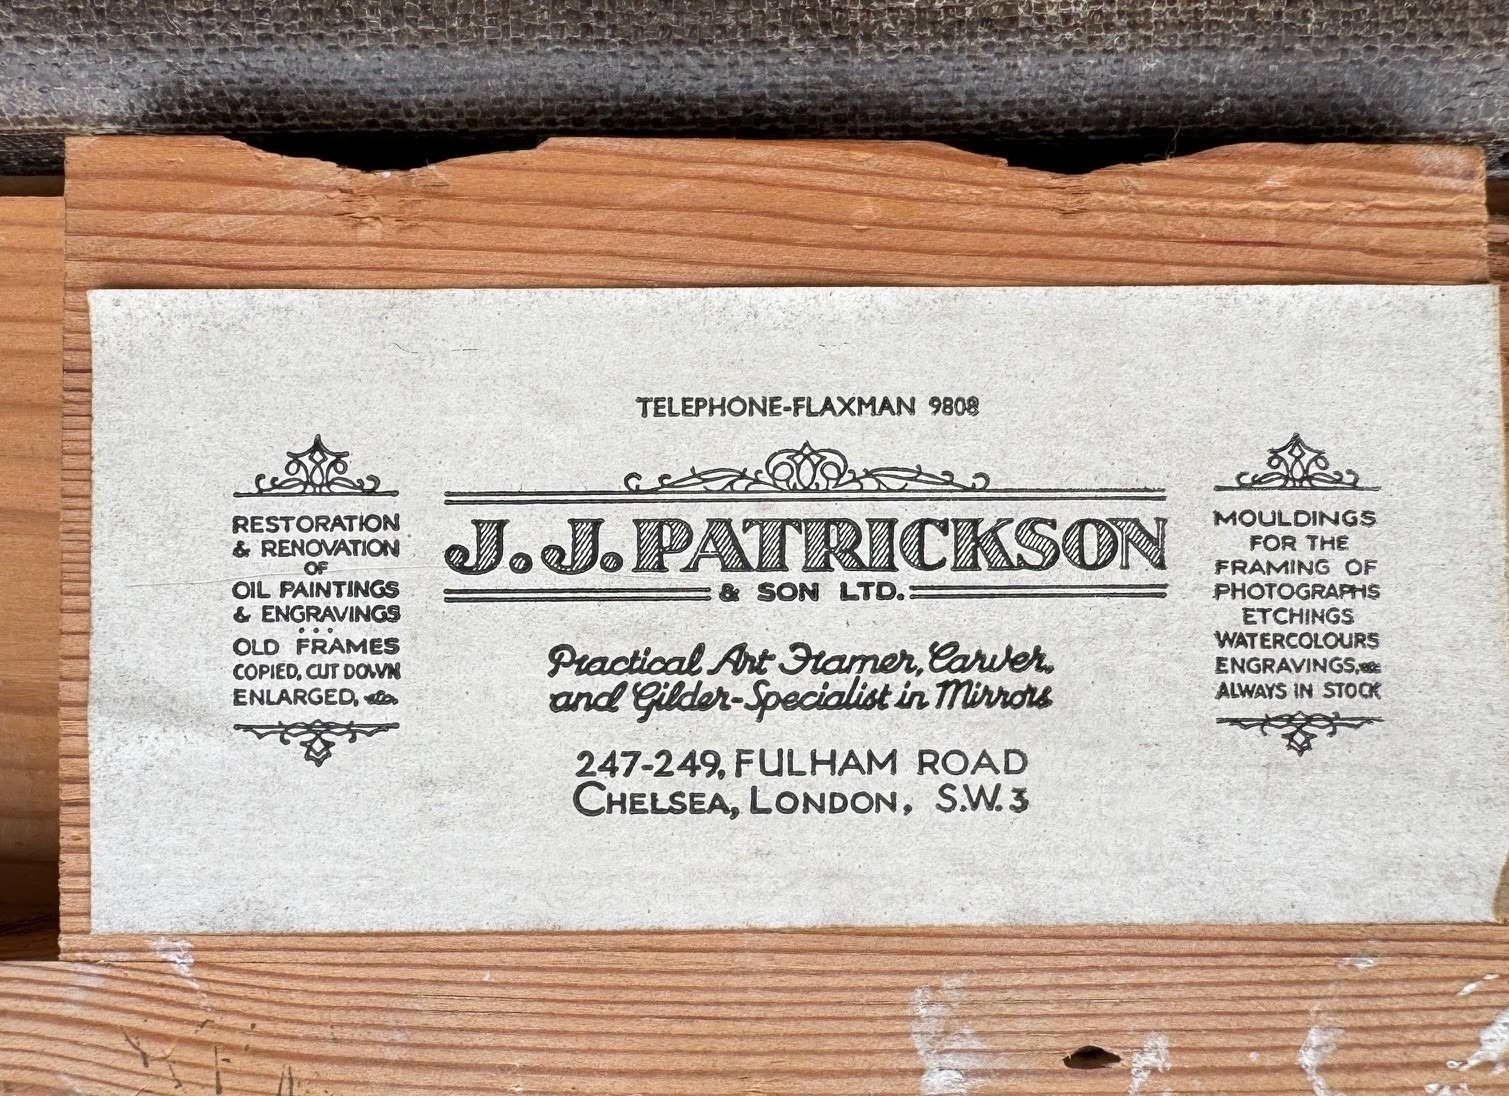 TELEPHONE-FLAXMAN 9808
RESTORATION
& RENOVATION
OF
OIL PAINTINGS
& ENGRAVINGS
...
OLD FRAMES
COPIED, CUT DOWN
ENLARGED, etc.
J. J. PATRICKSON
& SON LTD.
Practical Art Framer, Carver,
and Gilder-Specialist in Mirrors
247-249, FULHAM ROAD
CHELSEA, LONDON, S.W.3
MOULDINGS
FOR THE
FRAMING OF
PHOTOGRAPHS
ETCHINGS
WATERCOLOURS
ENGRAVINGS, etc
ALWAYS IN STOCK